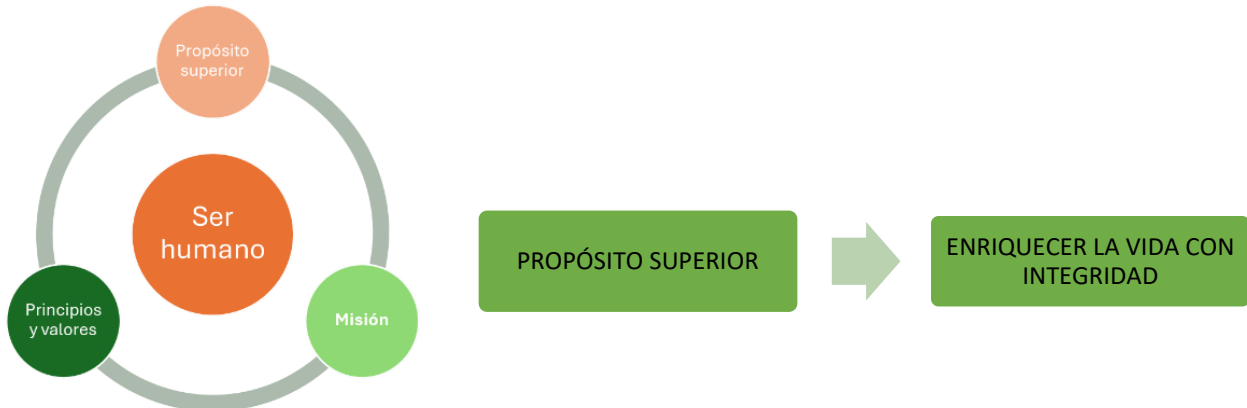 Propósito
superior
Ser
humano
Principios
y valores
Misión
PROPÓSITO SUPERIOR
ENRIQUECER LA VIDA CON
INTEGRIDAD